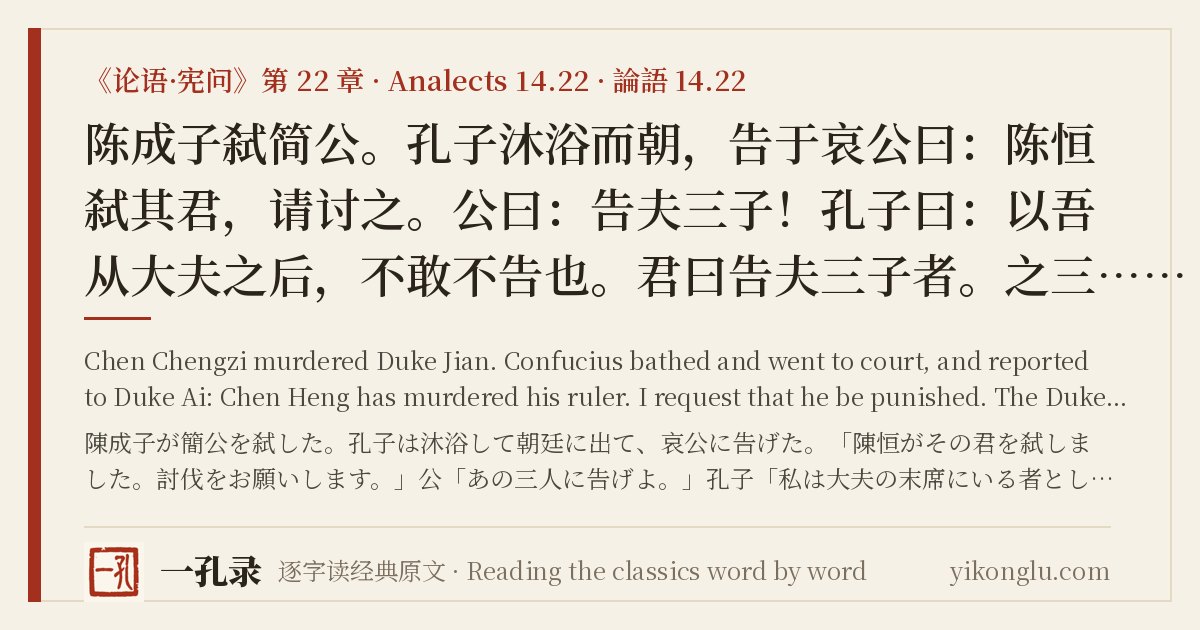 《论语·宪问》第 22 章 · Analects 14.22 · 論語 14.22
陈成子弑简公。孔子沐浴而朝，告于哀公曰：陈恒
弑其君，请讨之。公曰：告夫三子！孔子曰：以吾
从大夫之后，不敢不告也。君曰告夫三子者。之三……
Chen Chengzi murdered Duke Jian. Confucius bathed and went to court, and reported
to Duke Ai: Chen Heng has murdered his ruler. I request that he be punished. The Duke...
陳成子が簡公を弑した。孔子は沐浴して朝廷に出て、哀公に告げた。「陳恒がその君を弑しま
した。討伐をお願いします。」公「あの三人に告げよ。」孔子「私は大夫の末席にいる者とし…
一孔
一孔录 逐字读经典原文 · Reading the classics word by word yikonglu.com